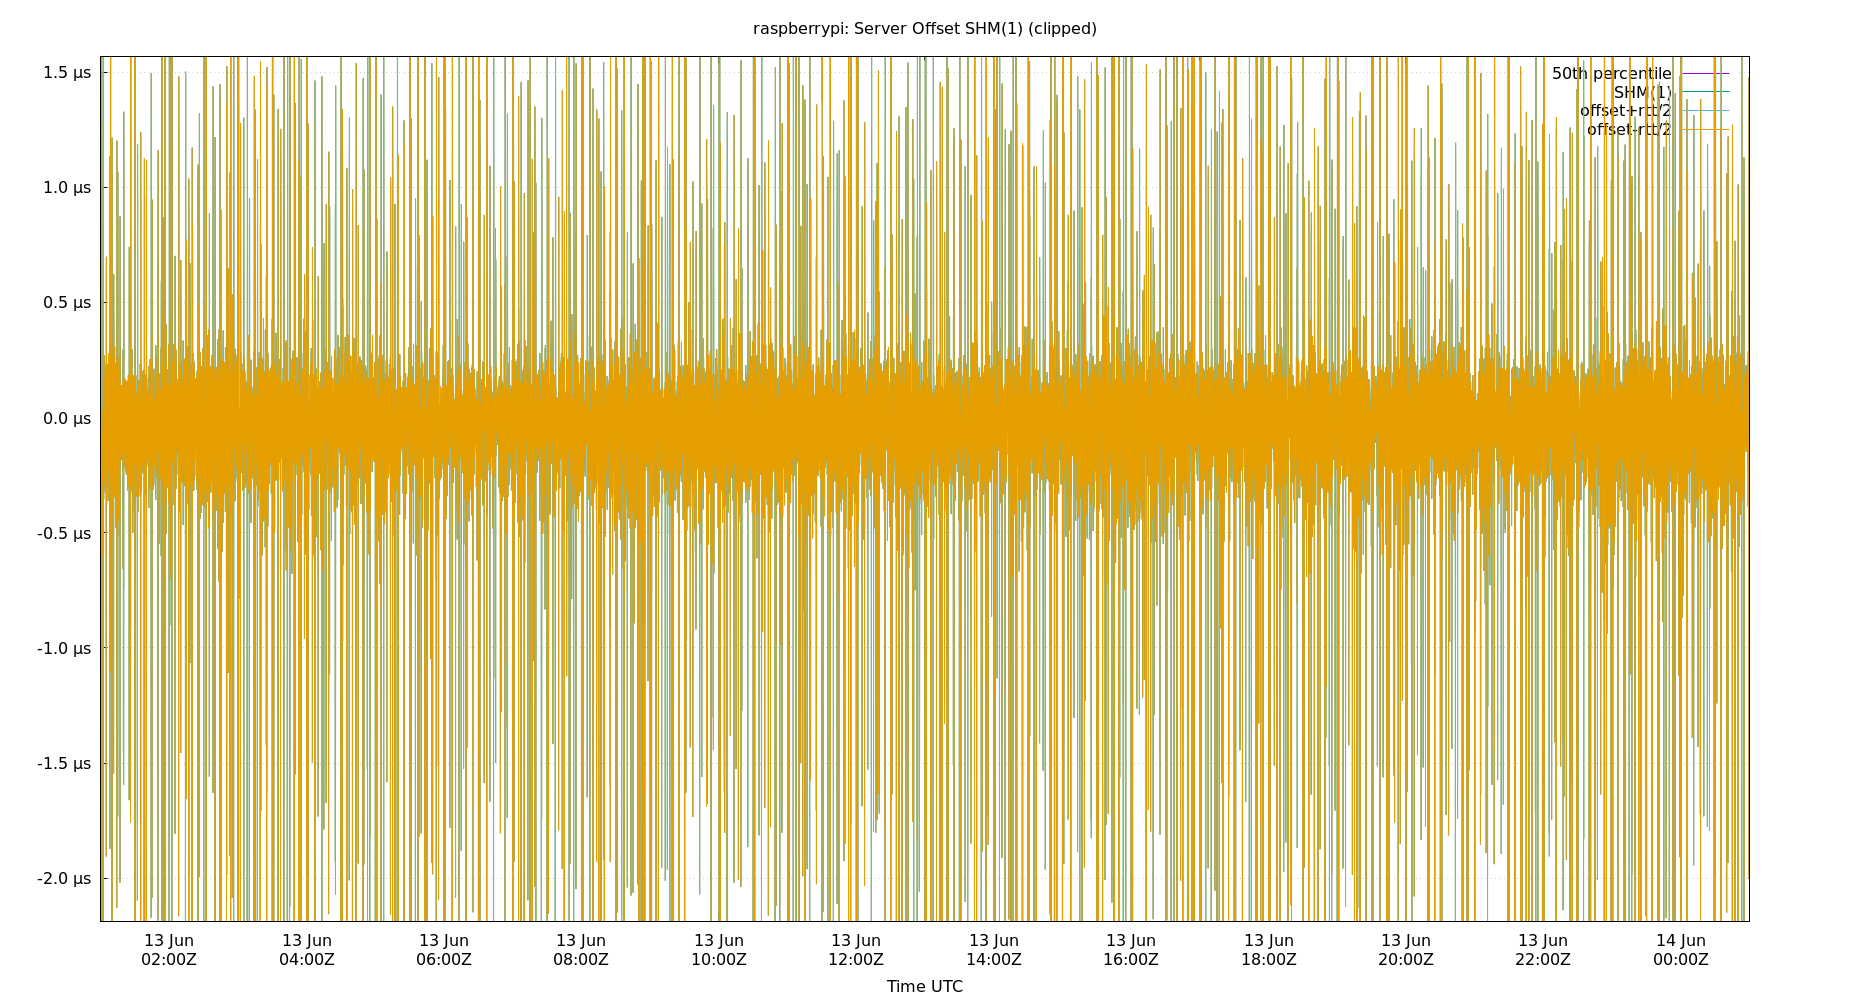 raspberrypi: Server Offset SHM(1) (clipped)
1.5 µs
1.0 µs
0.5 µs
0.0 µs
-0.5 µs
-1.0 µs
-1.5 µs
-2.0 µs
50th percentile
SHM(1)
offset+rtt/2
offset-rtt/2
13 Jun 13 Jun 13 Jun 13 Jun 13 Jun 13 Jun 13 Jun 13 Jun 13 Jun 13 Jun 13 Jun 14 Jun
02:00Z 04:00Z 06:00Z 08:00Z 10:00Z 12:00Z 14:00Z 16:00Z 18:00Z 20:00Z 22:00Z 00:00Z
Time UTC